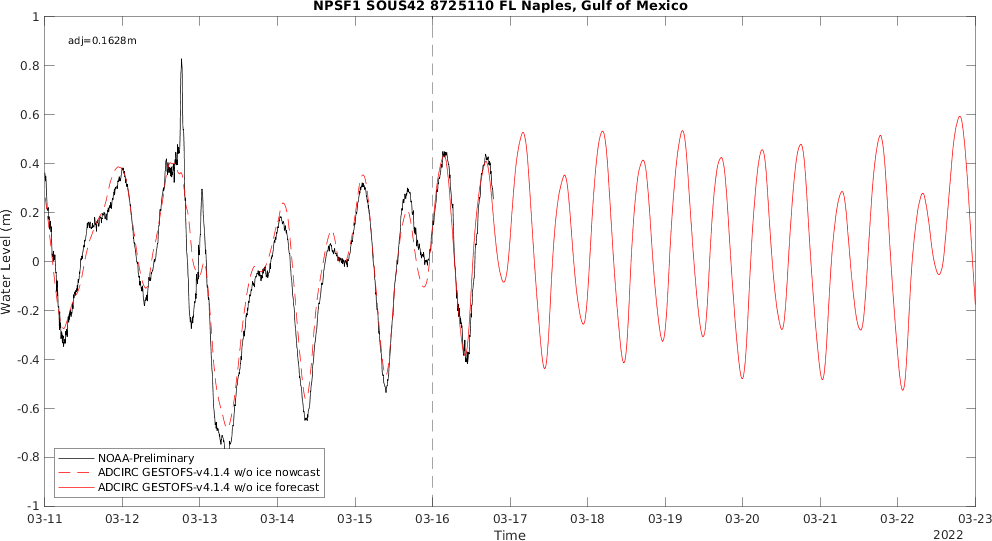 NPSF1 SOUS42 8725110 FL Naples, Gulf of Mexico
adj=0.1628m
1
0.8
0.6
0.4
0.2
0
-0.2
-0.4
-0.6
-0.8
-1
Water Level (m)
NOAA-Preliminary
ADCIRC GESTOFS-v4.1.4 w/o ice nowcast
ADCIRC GESTOFS-v4.1.4 w/o ice forecast
03-11 03-12 03-13 03-14 03-15 03-16 03-17 03-18 03-19 03-20 03-21 03-22 03-23
Time
2022